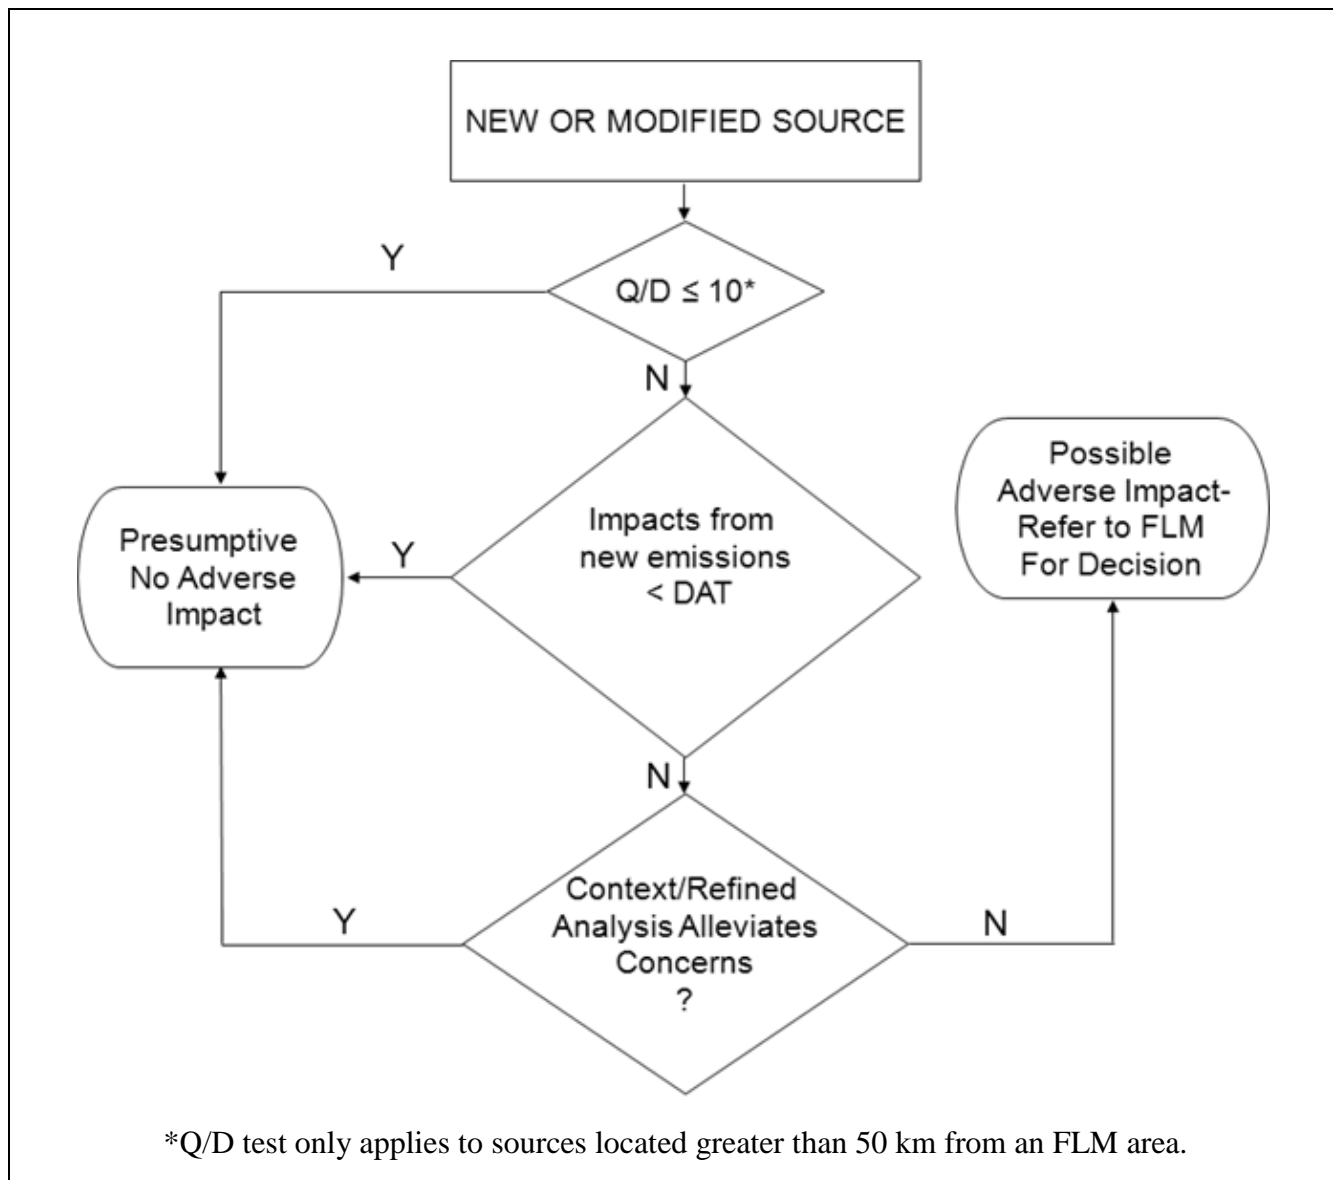 NEW OR MODIFIED SOURCE
Y
Q/D ≤ 10*
N
Impacts from
new emissions
< DAT
Y
Presumptive
No Adverse
Impact
Possible
Adverse Impact-
Refer to FLM
For Decision
N
Context/Refined
Analysis Alleviates
Concerns
?
Y
N
*Q/D test only applies to sources located greater than 50 km from an FLM area.